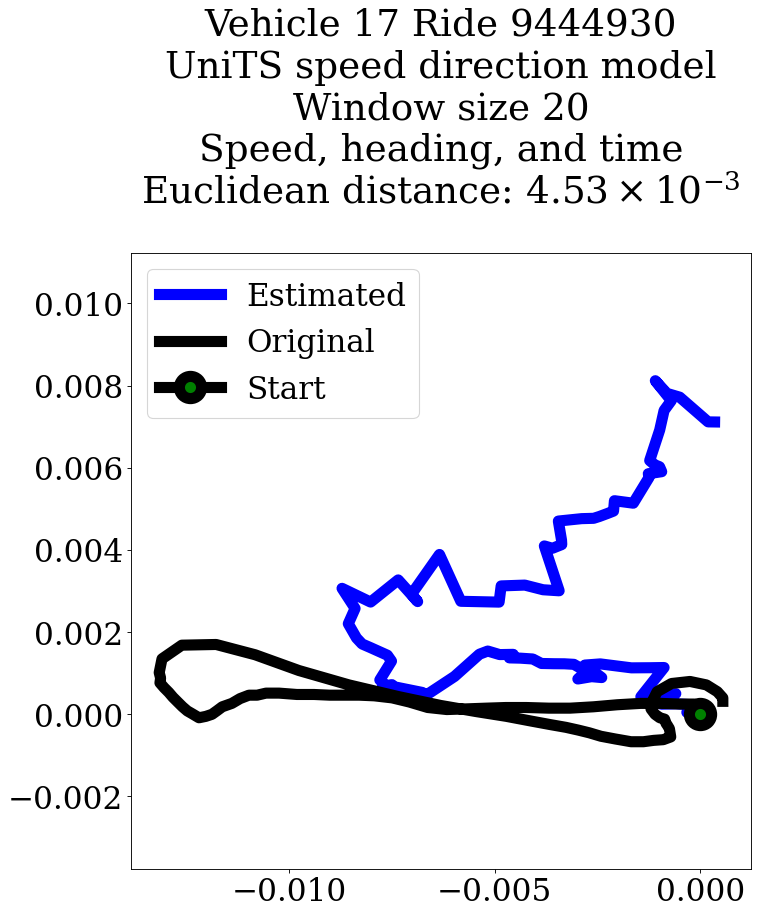 Vehicle 17 Ride 9444930
UniTS speed direction model
Window size 20
Speed, heading, and time
Euclidean distance: 4.53 × 10⁻³
Estimated
Original
Start
0.010
0.008
0.006
0.004
0.002
0.000
−0.002
−0.010 −0.005 0.000